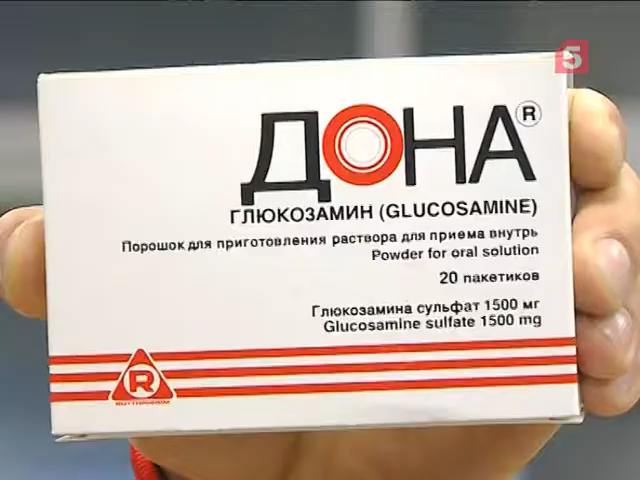 5
ДОНА®
ГЛЮКОЗАМИН (GLUCOSAMINE)
Порошок для приготовления раствора для приема внутрь
Powder for oral solution
20 пакетиков
Глюкозамина сульфат 1500 мг
Glucosamine sulfate 1500 mg
R
ROTTAPHARM